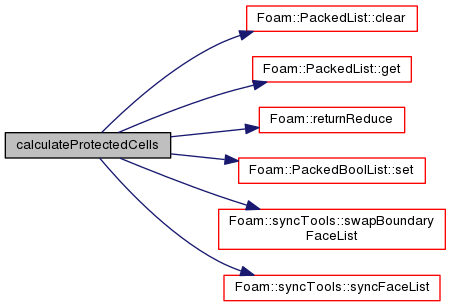 Foam::PackedList::clear
Foam::PackedList::get
Foam::returnReduce
calculateProtectedCells
Foam::PackedBoolList::set
Foam::syncTools::swapBoundary
FaceList
Foam::syncTools::syncFaceList